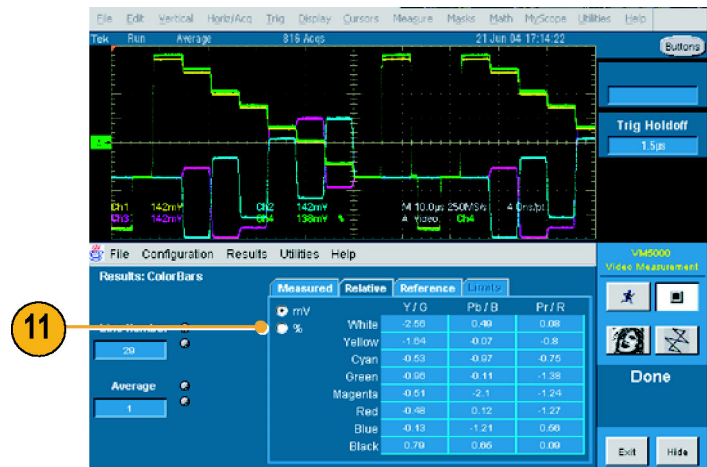 File Edit Vertical Horiz/Acq Trig Display Cursors Measure Masks Math MyScope Utilities Help
Tek Run Average 816 Acqs 21 Jun 04 17:14:22
Buttons
Trig Holdoff
1.5µs
Ch1 142mV Ch2 142mV M 10.0µs 250MS/s 4.0ns/pt
Ch3 142mV Ch4 138mV A Video Ch4
File Configuration Results Utilities Help
VM5000
Video Measurement
Results: ColorBars
Measured Relative Reference Limits
mV
%
Y / G Pb / B Pr / R
White -2.56 0.49 0.08
Yellow -1.64 -0.07 -0.8
Cyan -0.53 -0.97 -0.75
Green -0.96 -0.11 -1.38
Magenta -0.51 -2.1 -1.24
Red -0.48 0.12 -1.27
Blue -0.13 -1.21 0.56
Black 0.79 0.65 0.09
11
Line Number
29
Average
1
Done
Exit Hide